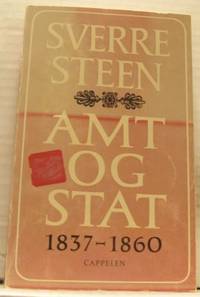 SVERRE
STEEN
AMT
OG
STAT
1837-1860
CAPPELEN